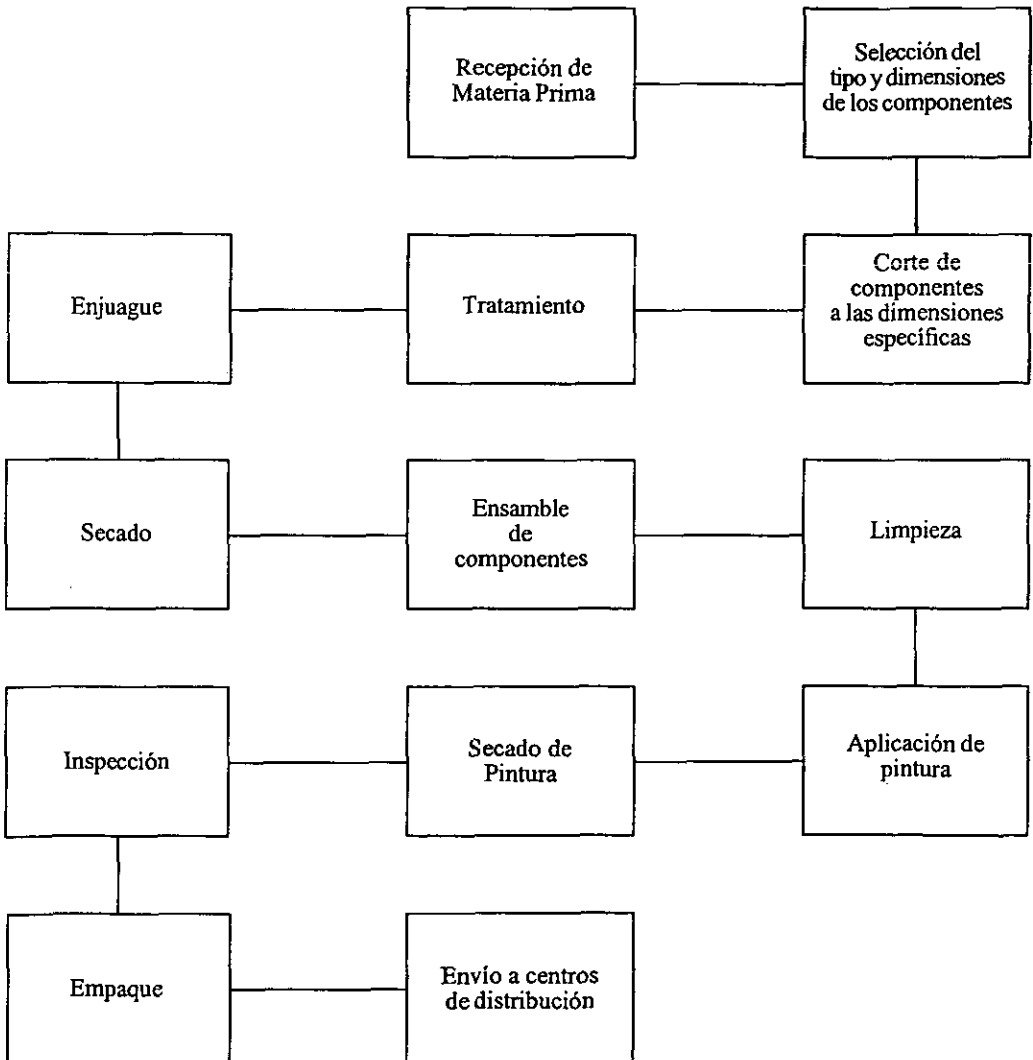 Recepción de
Materia Prima
Selección del
tipo y dimensiones
de los componentes
Enjuague
Tratamiento
Corte de
componentes
a las dimensiones
específicas
Secado
Ensamble
de
componentes
Limpieza
Inspección
Secado de
Pintura
Aplicación de
pintura
Empaque
Envío a centros
de distribución